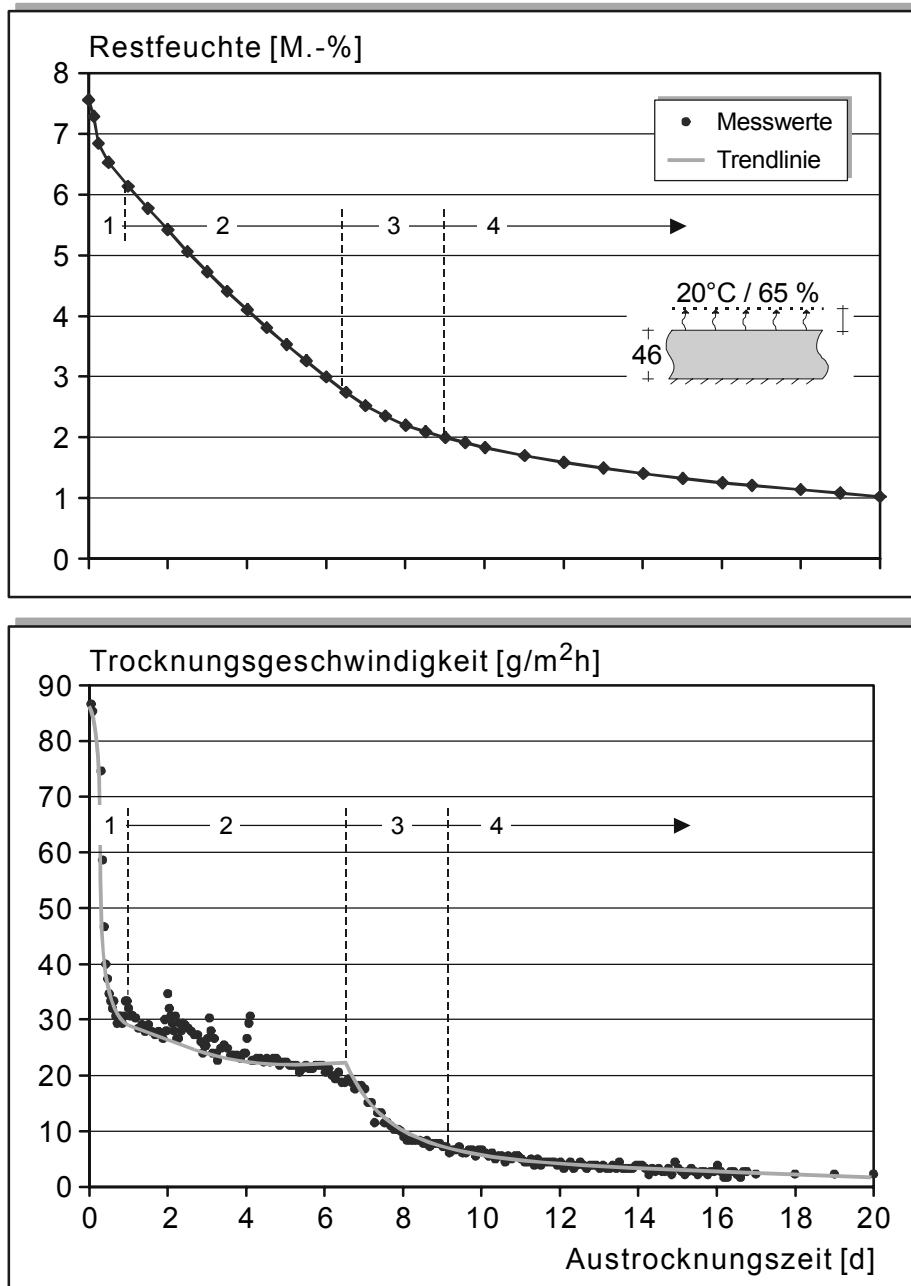 Restfeuchte [M.-%]
8
7
6
5
4
3
2
1
0
Messwerte
Trendlinie
1 2 3 4
20°C / 65 %
46
Trocknungsgeschwindigkeit [g/m²h]
90
80
70
60
50
40
30
20
10
0
1 2 3 4
0 2 4 6 8 10 12 14 16 18 20
Austrocknungszeit [d]